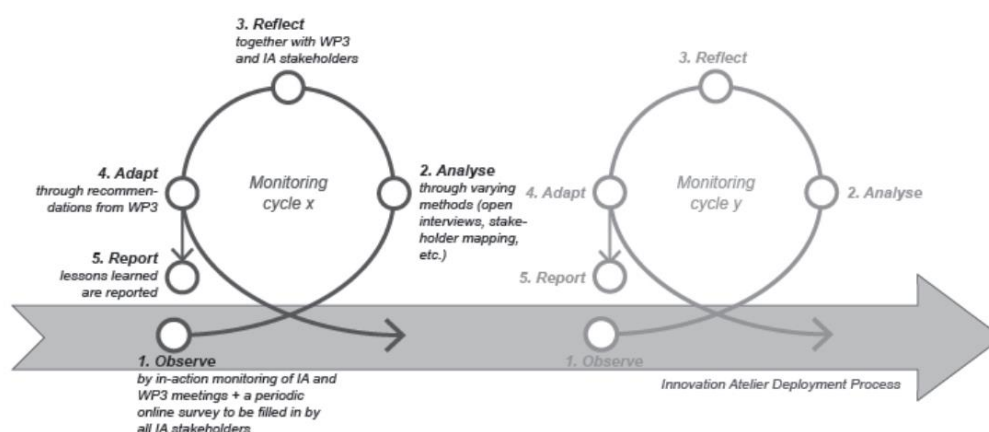 3. Reflect
together with WP3
and IA stakeholders
4. Adapt
through recommen-
dations from WP3
Monitoring
cycle x
2. Analyse
through varying
methods (open
interviews, stake-
holder mapping,
etc.)
5. Report
lessons learned
are reported
1. Observe
by in-action monitoring of IA and
WP3 meetings + a periodic
online survey to be filled in by
all IA stakeholders
3. Reflect
4. Adapt
Monitoring
cycle y
2. Analyse
5. Report
1. Observe
Innovation Atelier Deployment Process